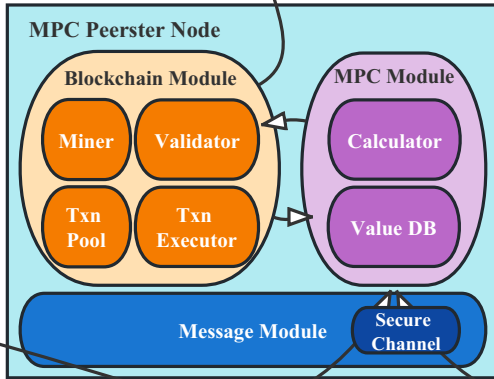 MPC Peerster Node
Blockchain Module
MPC Module
Miner
Validator
Calculator
Txn
Pool
Txn
Executor
Value DB
Message Module
Secure
Channel